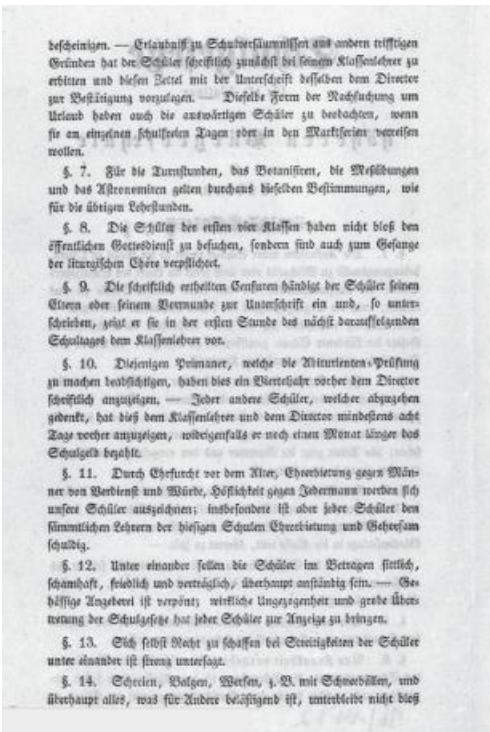 bescheinigen. — Erlaubniß zu Schulversäumnissen aus andern trifftigen
Gründen hat der Schüler schriftlich zunächst bei seinem Klassenlehrer zu
erbitten und diesen Zettel mit der Unterschrift desselben dem Director
zur Bestätigung vorzulegen. — Dieselbe Form der Nachsuchung um
Urlaub haben auch die auswärtigen Schüler zu beobachten, wenn
sie an einzelnen schulfreien Tagen oder in den Marktferien verreisen
wollen.
§. 7. Für die Turnstunden, das Botanisiren, die Meßübungen
und das Astronomiren gelten durchaus dieselben Bestimmungen, wie
für die übrigen Lehrstunden.
§. 8. Die Schüler der ersten vier Klassen haben nicht bloß den
öffentlichen Gottesdienst zu besuchen, sondern sind auch zum Gesange
der liturgischen Chöre verpflichtet.
§. 9. Die schriftlich ertheilten Censuren händigt der Schüler seinen
Eltern oder seinem Vormunde zur Unterschrift ein und, so unter-
schrieben, zeigt er sie in der ersten Stunde des nächst darauffolgenden
Schultages dem Klassenlehrer vor.
§. 10. Diejenigen Primaner, welche die Abiturienten-Prüfung
zu machen beabsichtigen, haben dies ein Vierteljahr vorher dem Director
schriftlich anzuzeigen. — Jeder andere Schüler, welcher abzugehen
gedenkt, hat dieß dem Klassenlehrer und dem Director mindestens acht
Tage vorher anzuzeigen, widrigenfalls er noch einen Monat länger das
Schulgeld bezahlt.
§. 11. Durch Ehrfurcht vor dem Alter, Ehrerbietung gegen Män-
ner von Verdienst und Würde, Höflichkeit gegen Jedermann werden sich
unsere Schüler auszeichnen; insbesondere ist aber jeder Schüler den
sämmtlichen Lehrern der hiesigen Schulen Ehrerbietung und Gehorsam
schuldig.
§. 12. Unter einander sollen die Schüler im Betragen sittlich,
schamhaft, friedlich und verträglich, überhaupt anständig sein. — Ge-
hässige Angeberei ist verpönt; wirkliche Ungezogenheit und grobe Über-
tretung der Schulgesetze hat jeder Schüler zur Anzeige zu bringen.
§. 13. Sich selbst Recht zu schaffen bei Streitigkeiten der Schüler
unter einander ist streng untersagt.
§. 14. Schreien, Balgen, Werfen, z. B. mit Schneebällen, und
überhaupt alles, was für Andere belästigend ist, unterbleibt nicht bloß